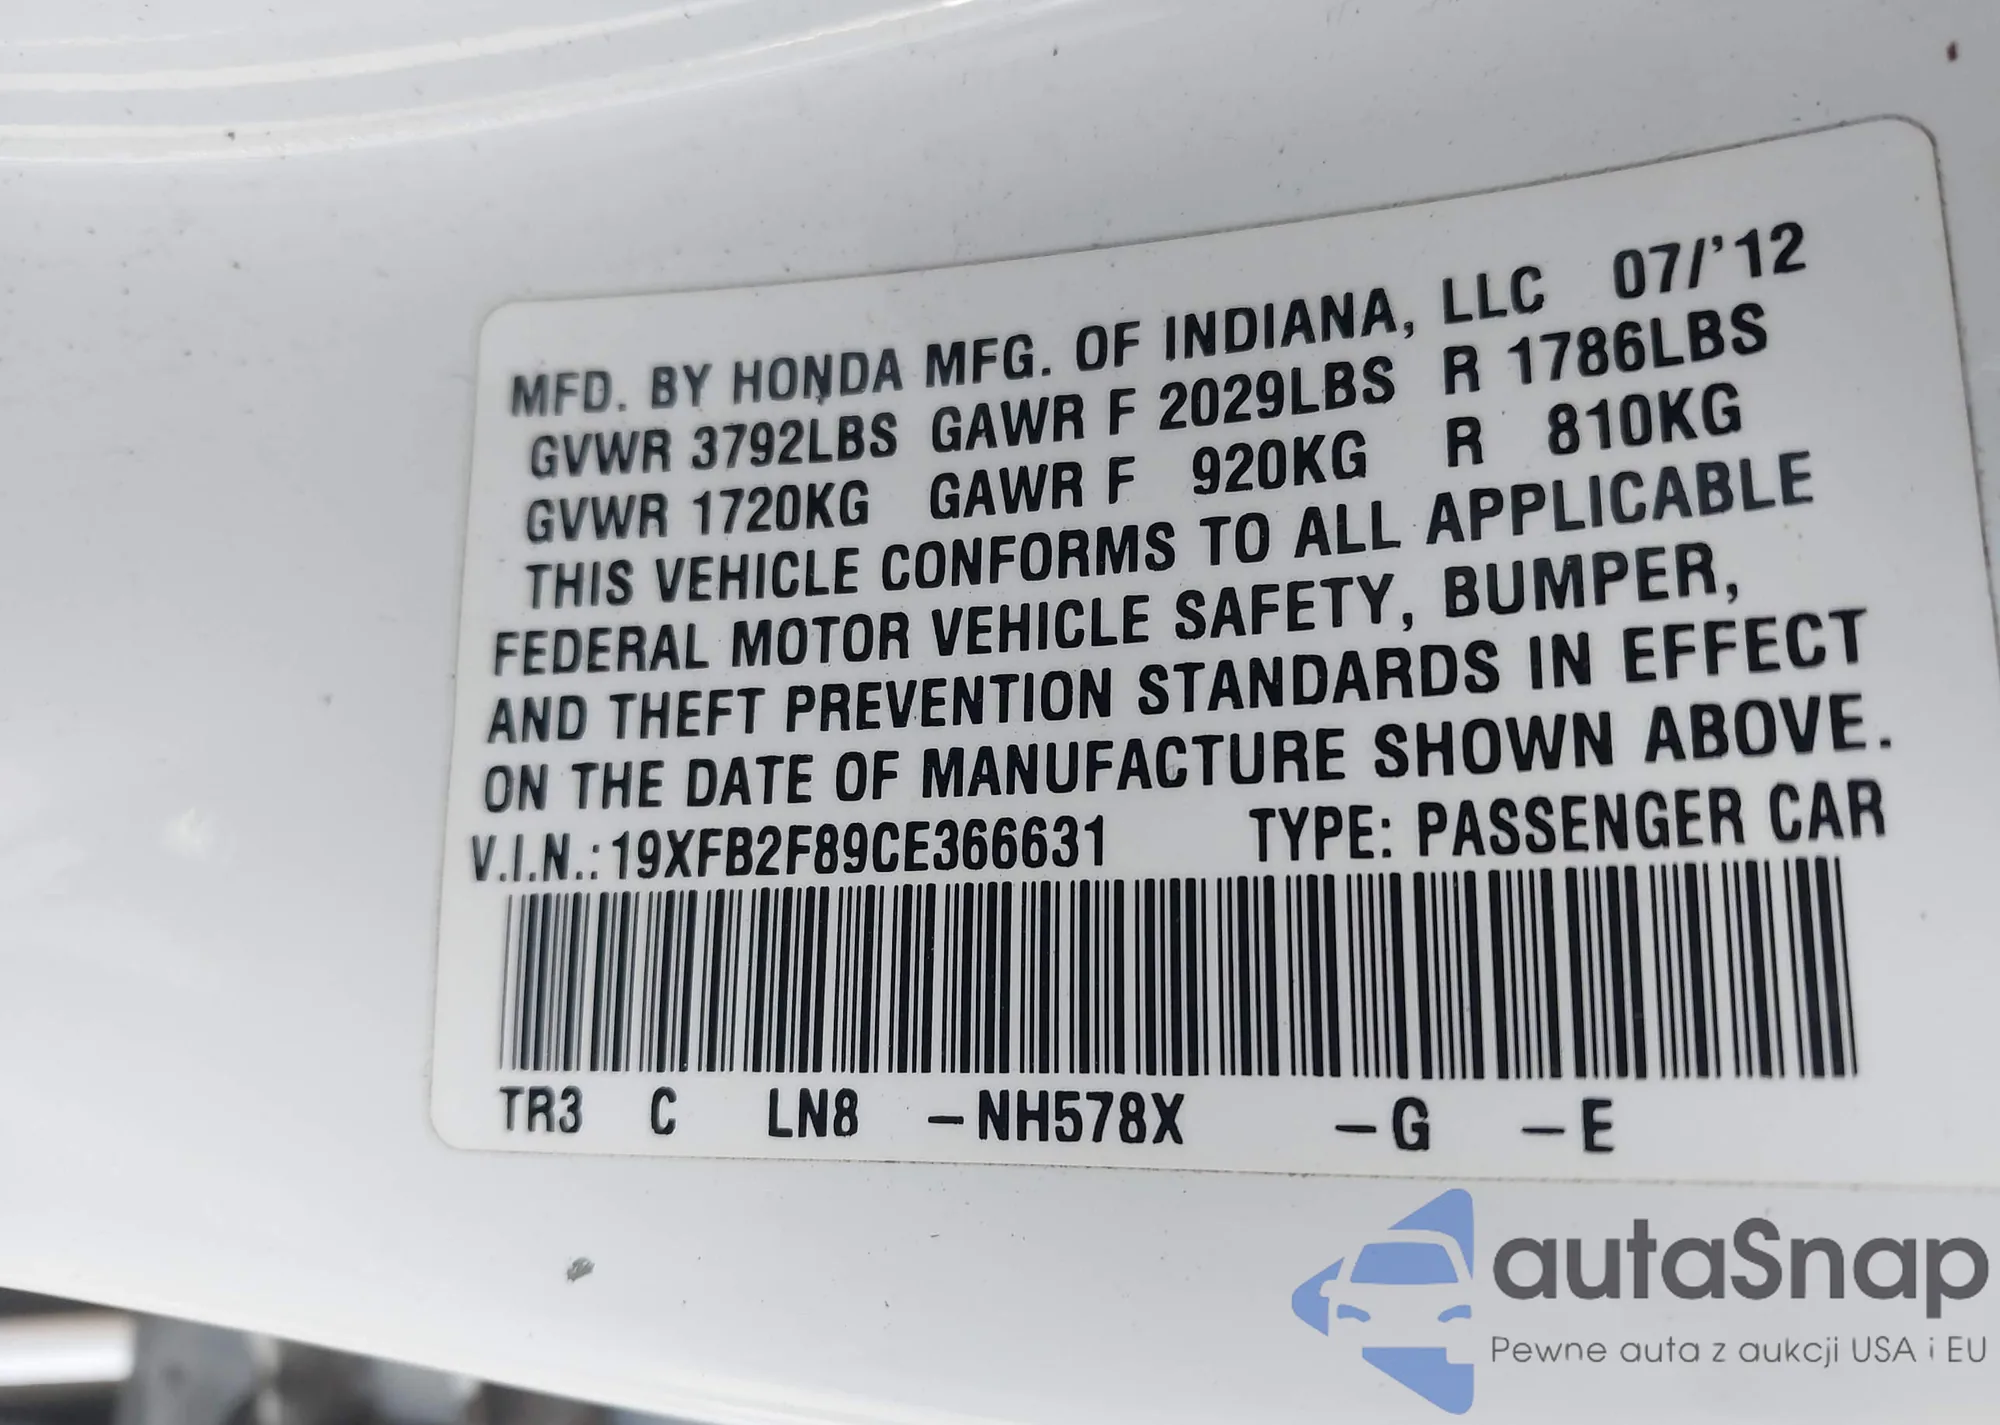 MFD. BY HONDA MFG. OF INDIANA, LLC 07/'12
GVWR 3792LBS GAWR F 2029LBS R 1786LBS
GVWR 1720KG GAWR F 920KG R 810KG
THIS VEHICLE CONFORMS TO ALL APPLICABLE
FEDERAL MOTOR VEHICLE SAFETY, BUMPER,
AND THEFT PREVENTION STANDARDS IN EFFECT
ON THE DATE OF MANUFACTURE SHOWN ABOVE.
V.I.N.: 19XFB2F89CE366631 TYPE: PASSENGER CAR
TR3 C LN8 –NH578X –G –E
autaSnap
Pewne auta z aukcji USA i EU